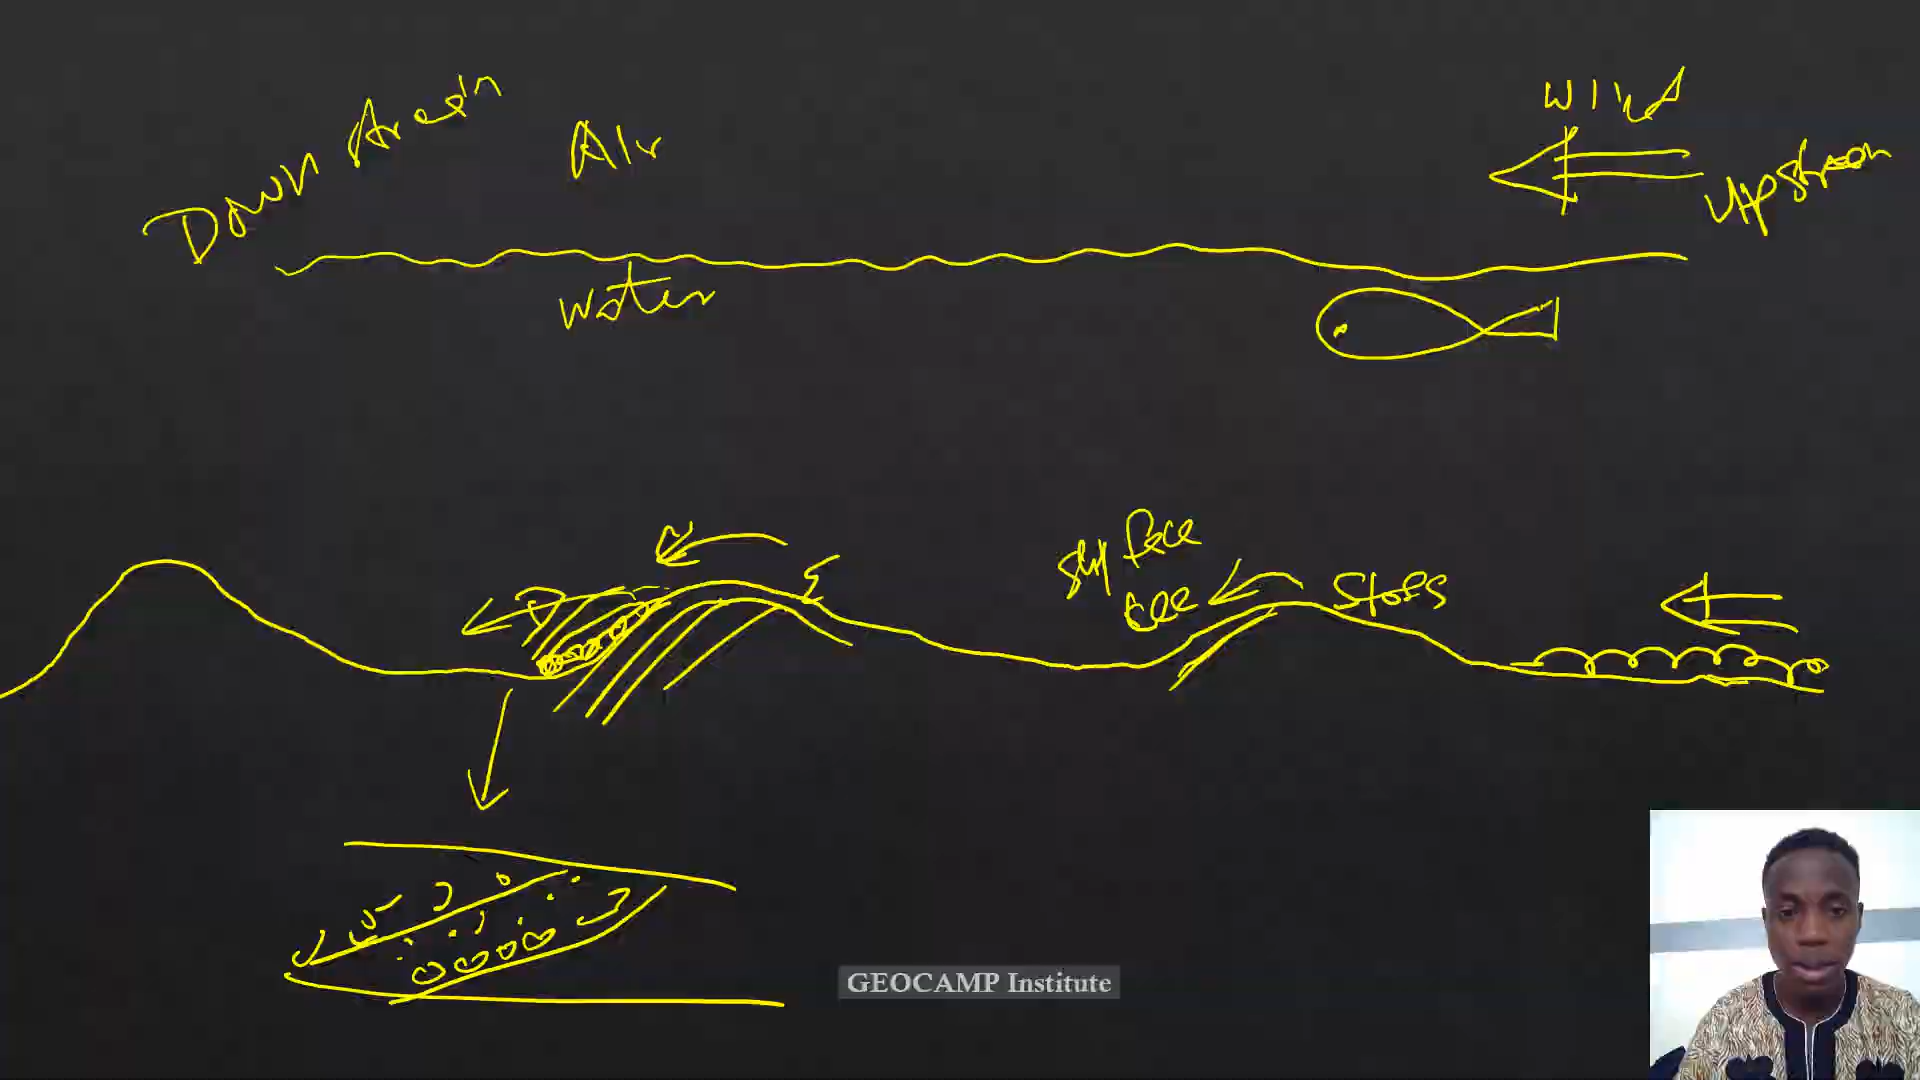 Down stream
Air
Wind
Upstream
Water
Slip face
Lee
Stoss
GEOCAMP Institute